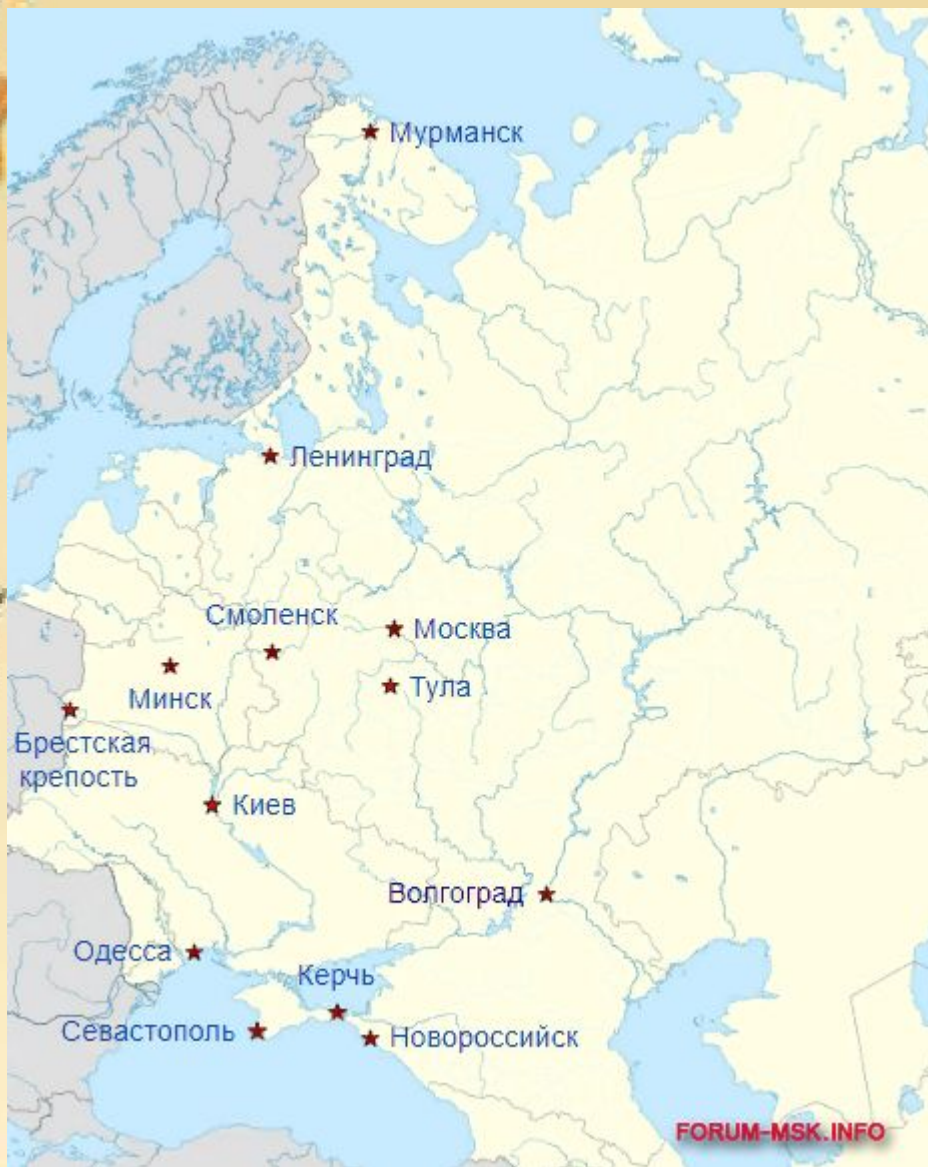 Мурманск
Ленинград
Смоленск
Москва
Минск
Тула
Брестская
крепость
Киев
Волгоград
Одесса
Керчь
Севастополь
Новороссийск
FORUM-MSK.INFO